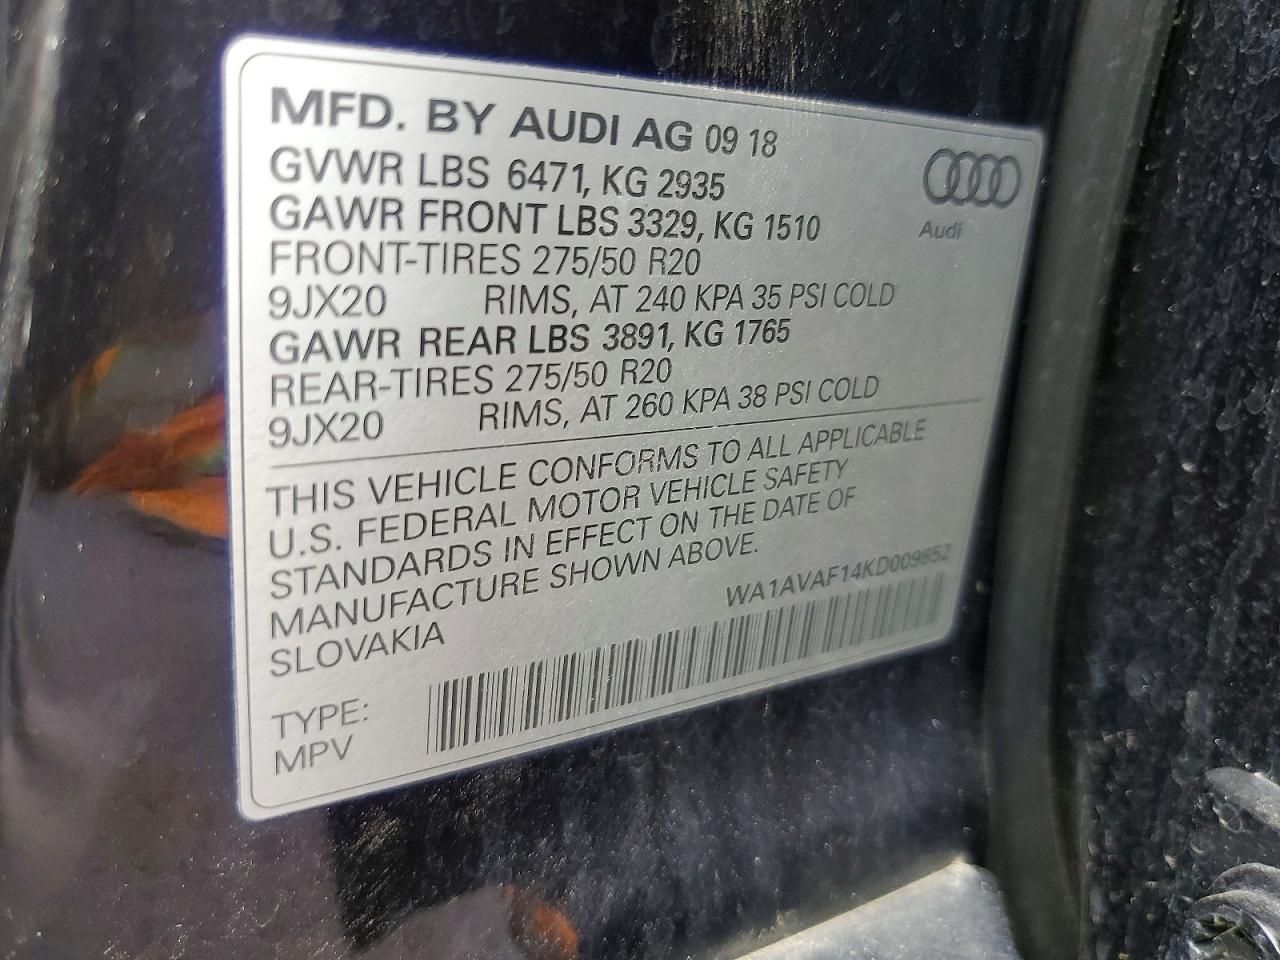 MFD. BY AUDI AG 09 18
GVWR LBS 6471, KG 2935
GAWR FRONT LBS 3329, KG 1510
FRONT-TIRES 275/50 R20
9JX20 RIMS, AT 240 KPA 35 PSI COLD
GAWR REAR LBS 3891, KG 1765
REAR-TIRES 275/50 R20
9JX20 RIMS, AT 260 KPA 38 PSI COLD
Audi
THIS VEHICLE CONFORMS TO ALL APPLICABLE
U.S. FEDERAL MOTOR VEHICLE SAFETY
STANDARDS IN EFFECT ON THE DATE OF
MANUFACTURE SHOWN ABOVE.
SLOVAKIA
WA1AVAF14KD009852
TYPE:
MPV